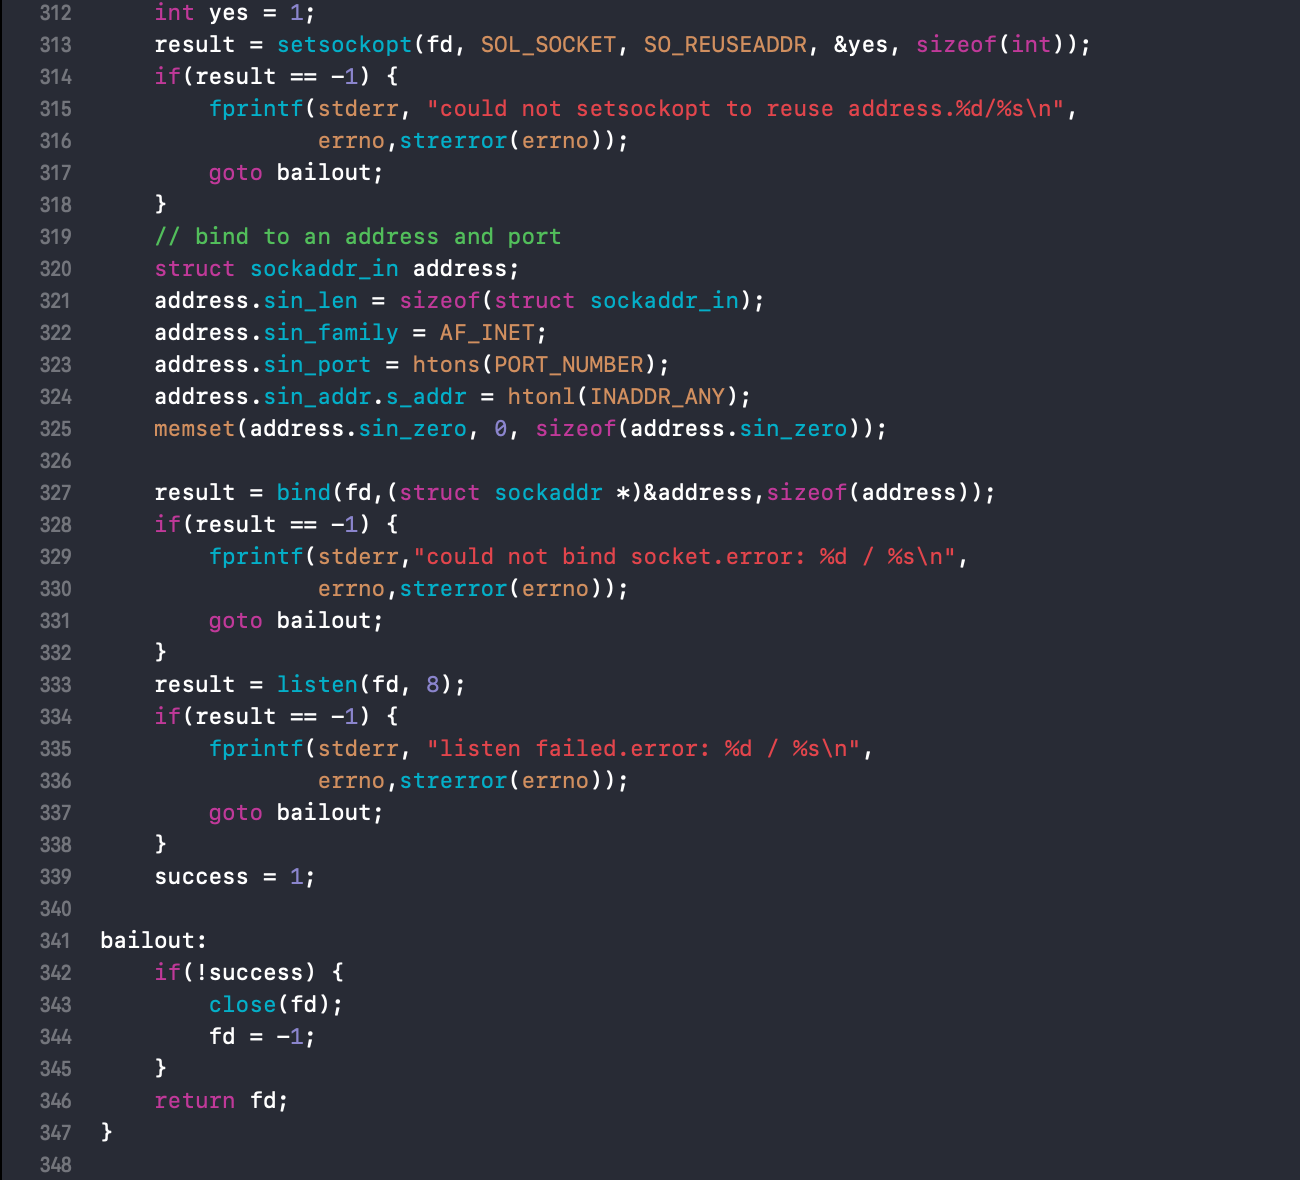 312 int yes = 1;
313 result = setsockopt(fd, SOL_SOCKET, SO_REUSEADDR, &yes, sizeof(int));
314 if(result == -1) {
315 fprintf(stderr, "could not setsockopt to reuse address.%d/%s\n",
316 errno,strerror(errno));
317 goto bailout;
318 }
319 // bind to an address and port
320 struct sockaddr_in address;
321 address.sin_len = sizeof(struct sockaddr_in);
322 address.sin_family = AF_INET;
323 address.sin_port = htons(PORT_NUMBER);
324 address.sin_addr.s_addr = htonl(INADDR_ANY);
325 memset(address.sin_zero, 0, sizeof(address.sin_zero));
326
327 result = bind(fd,(struct sockaddr *)&address,sizeof(address));
328 if(result == -1) {
329 fprintf(stderr,"could not bind socket.error: %d / %s\n",
330 errno,strerror(errno));
331 goto bailout;
332 }
333 result = listen(fd, 8);
334 if(result == -1) {
335 fprintf(stderr, "listen failed.error: %d / %s\n",
336 errno,strerror(errno));
337 goto bailout;
338 }
339 success = 1;
340
341 bailout:
342 if(!success) {
343 close(fd);
344 fd = -1;
345 }
346 return fd;
347 }
348